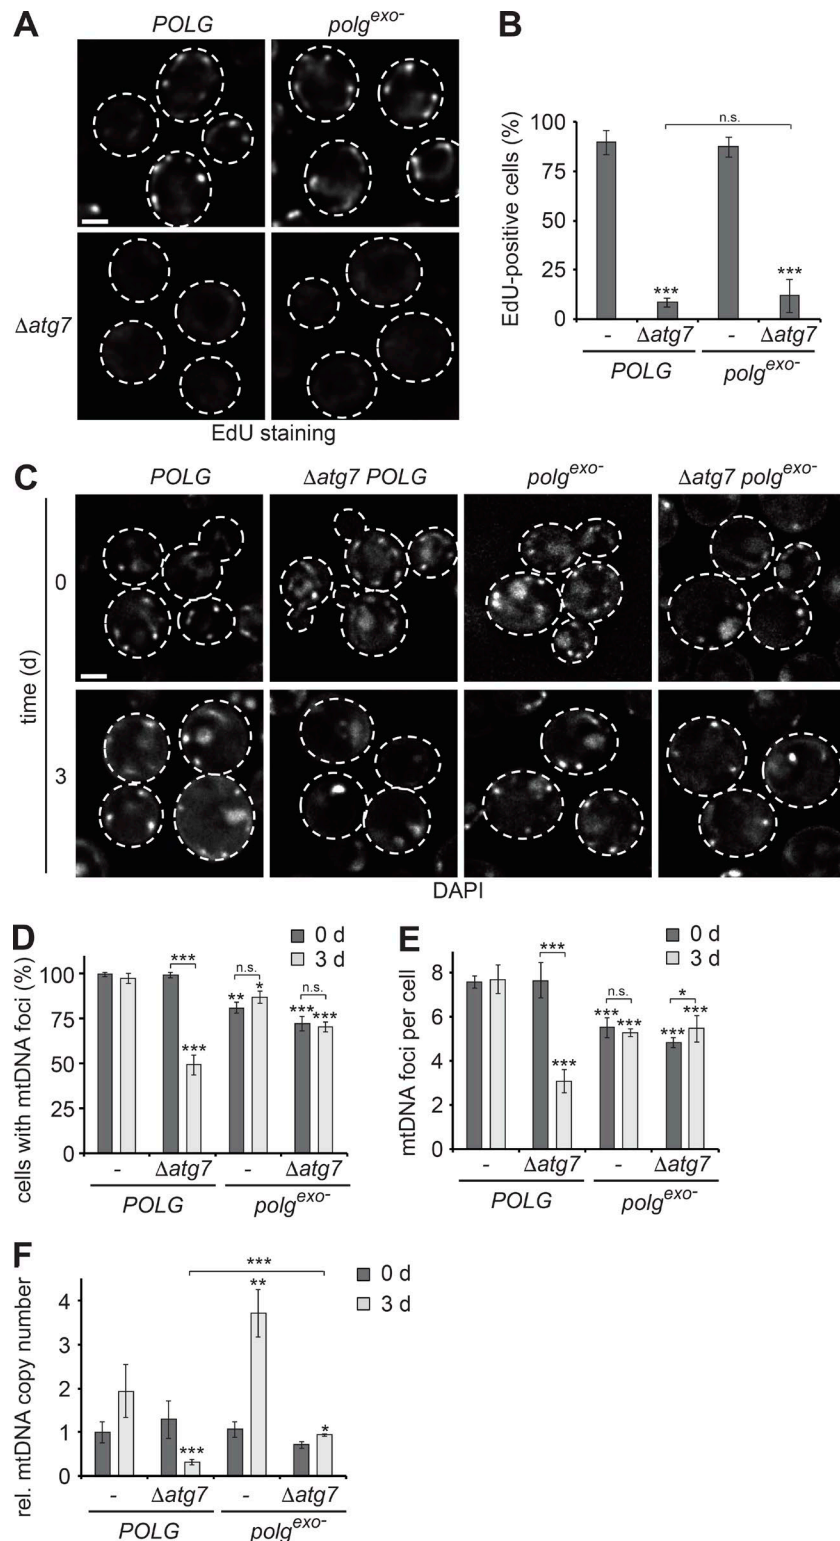 A
POLG
polg^exo-
Δatg7
EdU staining
B
EdU-positive cells (%)
100
75
50
25
0
n.s.
***
***
- Δatg7 - Δatg7
POLG polg^exo-
C
POLG Δatg7 POLG polg^exo- Δatg7 polg^exo-
time (d)
0
3
DAPI
D
0 d
3 d
cells with mtDNA foci (%)
100
75
50
25
0
***
***
n.s.
** *
n.s.
*** ***
- Δatg7 - Δatg7
POLG polg^exo-
E
0 d
3 d
mtDNA foci per cell
8
6
4
2
0
***
***
n.s.
*** ***
*
*** ***
- Δatg7 - Δatg7
POLG polg^exo-
F
0 d
3 d
rel. mtDNA copy number
4
3
2
1
0
***
**
***
*
- Δatg7 - Δatg7
POLG polg^exo-